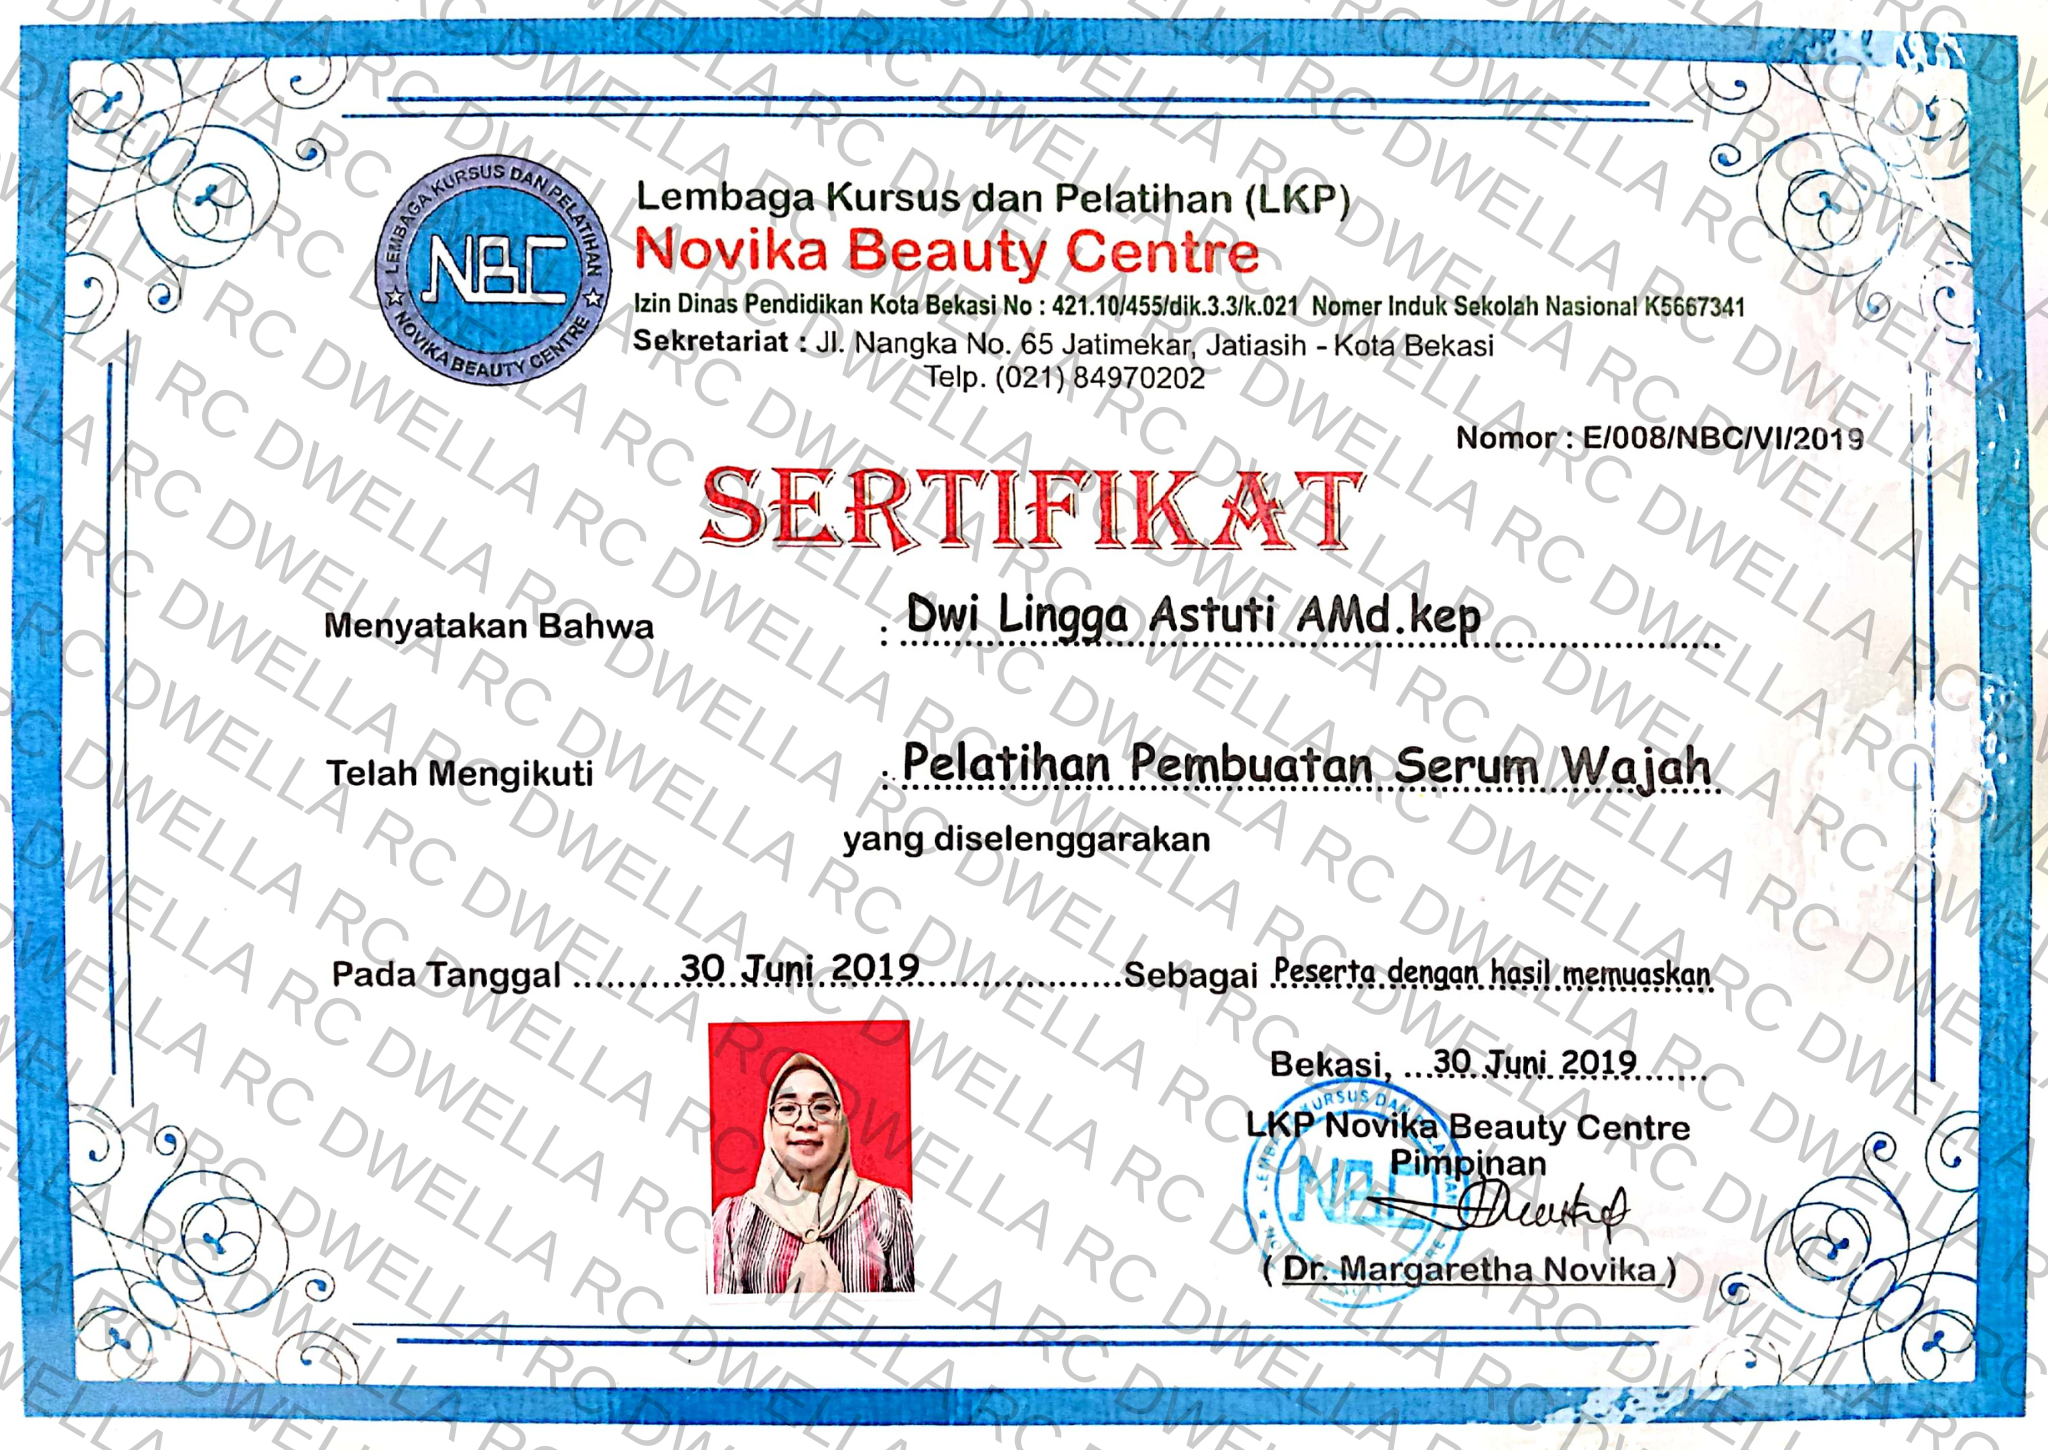 Lembaga Kursus dan Pelatihan (LKP)
LEMBAGA KURSUS DAN PELATIHAN
NBC
NOVIKA BEAUTY CENTRE
Novika Beauty Centre
Izin Dinas Pendidikan Kota Bekasi No : 421.10/455/dik.3.3/k.021 Nomer Induk Sekolah Nasional K5667341
Sekretariat : Jl. Nangka No. 65 Jatimekar, Jatiasih - Kota Bekasi
Telp. (021) 84970202
Nomor : E/008/NBC/VI/2019
SERTIFIKAT
Menyatakan Bahwa : Dwi Lingga Astuti AMd.kep
Telah Mengikuti : Pelatihan Pembuatan Serum Wajah
yang diselenggarakan
Pada Tanggal 30 Juni 2019 Sebagai Peserta dengan hasil memuaskan
Bekasi, 30 Juni 2019
LKP Novika Beauty Centre
Pimpinan
NBC
( Dr. Margaretha Novika )
DWELLA RC DWELLA RC DWELLA RC